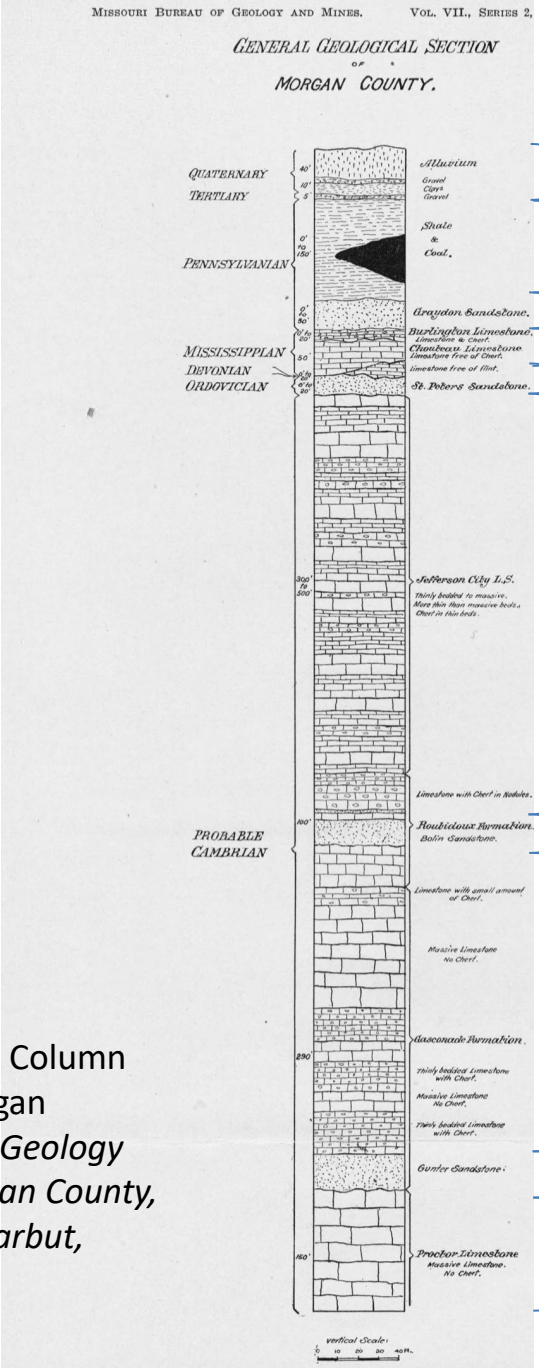 MISSOURI BUREAU OF GEOLOGY AND MINES. VOL. VII., SERIES 2,
GENERAL GEOLOGICAL SECTION
OF
MORGAN COUNTY.
QUATERNARY
TERTIARY
PENNSYLVANIAN
MISSISSIPPIAN
DEVONIAN
ORDOVICIAN
PROBABLE
CAMBRIAN
40'
10'
5'
0'
to
150'
0'
to
50'
0' to
20'
50'
0' to
20'
300'
to
500'
100'
290'
150'
Alluvium
Gravel
Clays
Gravel
Shale
&
Coal.
Graydon Sandstone.
Burlington Limestone.
Limestone & Chert.
Chouteau Limestone
Limestone free of Chert.
Limestone free of flint.
St. Peters Sandstone.
Jefferson City L.S.
Thinly bedded to massive.
More thin than massive beds.
Chert in thin beds.
Limestone with Chert in Nodules.
Roubidoux Formation.
Bolin Sandstone.
Limestone with small amount
of Chert.
Massive Limestone
No Chert.
Gasconade Formation.
Thinly bedded Limestone
with Chert.
Massive Limestone
No Chert.
Thinly bedded Limestone
with Chert.
Gunter Sandstone.
Proctor Limestone
Massive Limestone.
No Chert.
Column
gan
Geology
an County,
arbut,
Vertical Scale:
0 10 20 30 40 Ft.